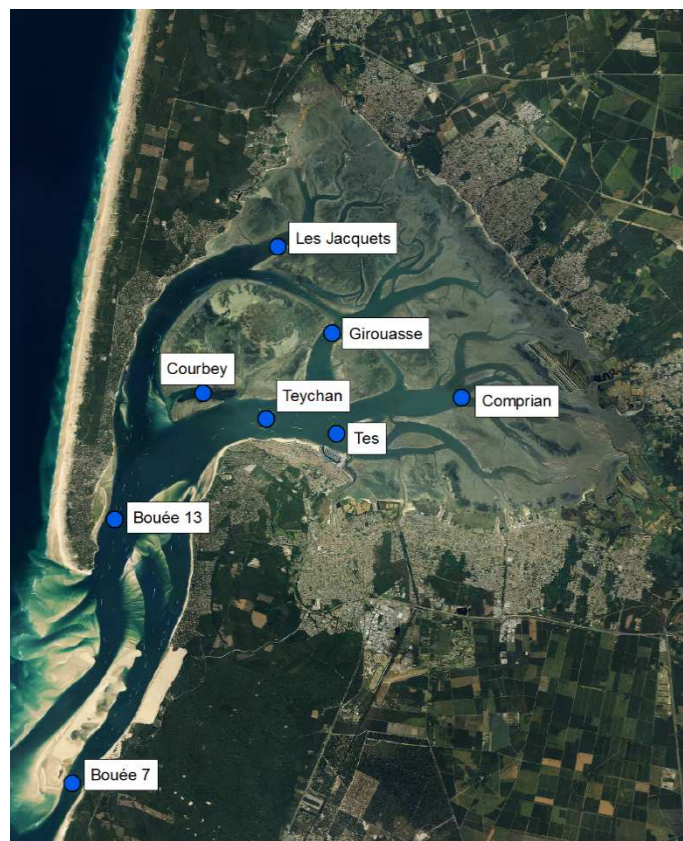 Les Jacquets
Girouasse
Courbey
Teychan
Comprian
Tes
Bouée 13
Bouée 7